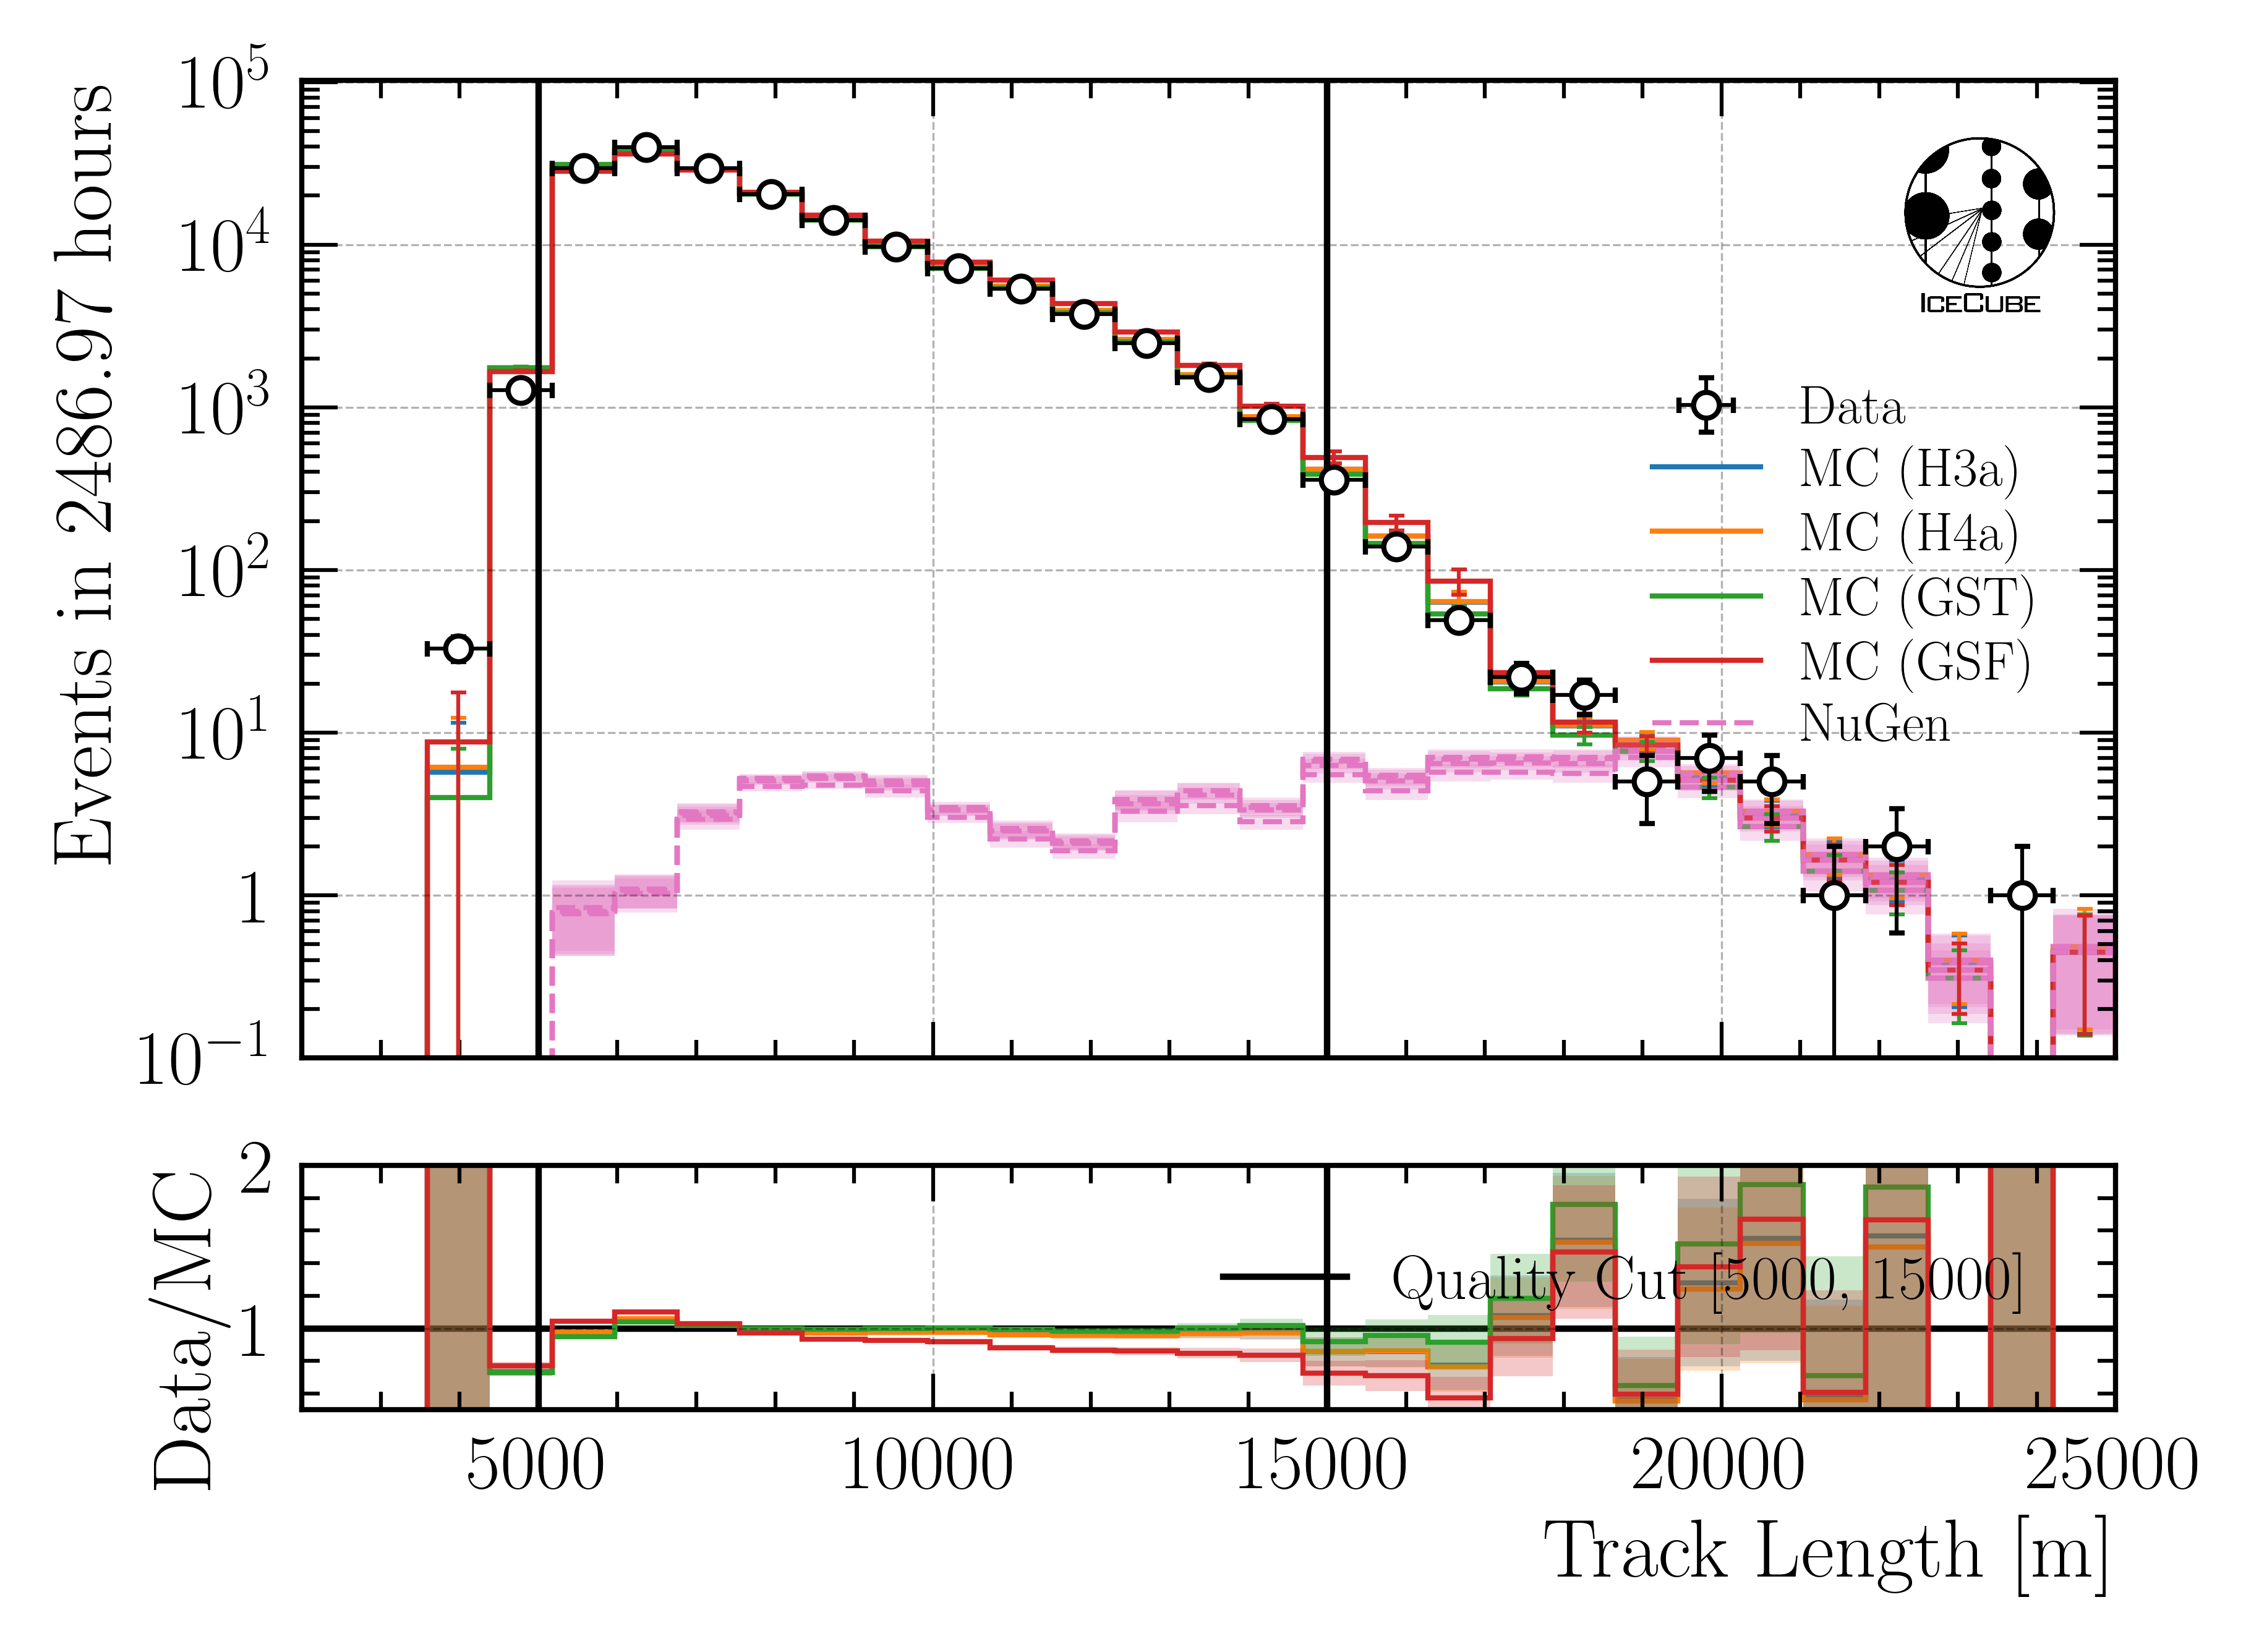 Events in 2486.97 hours
10^5
10^4
10^3
10^2
10^1
1
10^−1
ICECUBE
Data
MC (H3a)
MC (H4a)
MC (GST)
MC (GSF)
NuGen
Data/MC
2
1
Quality Cut [5000, 15000]
5000 10000 15000 20000 25000
Track Length [m]